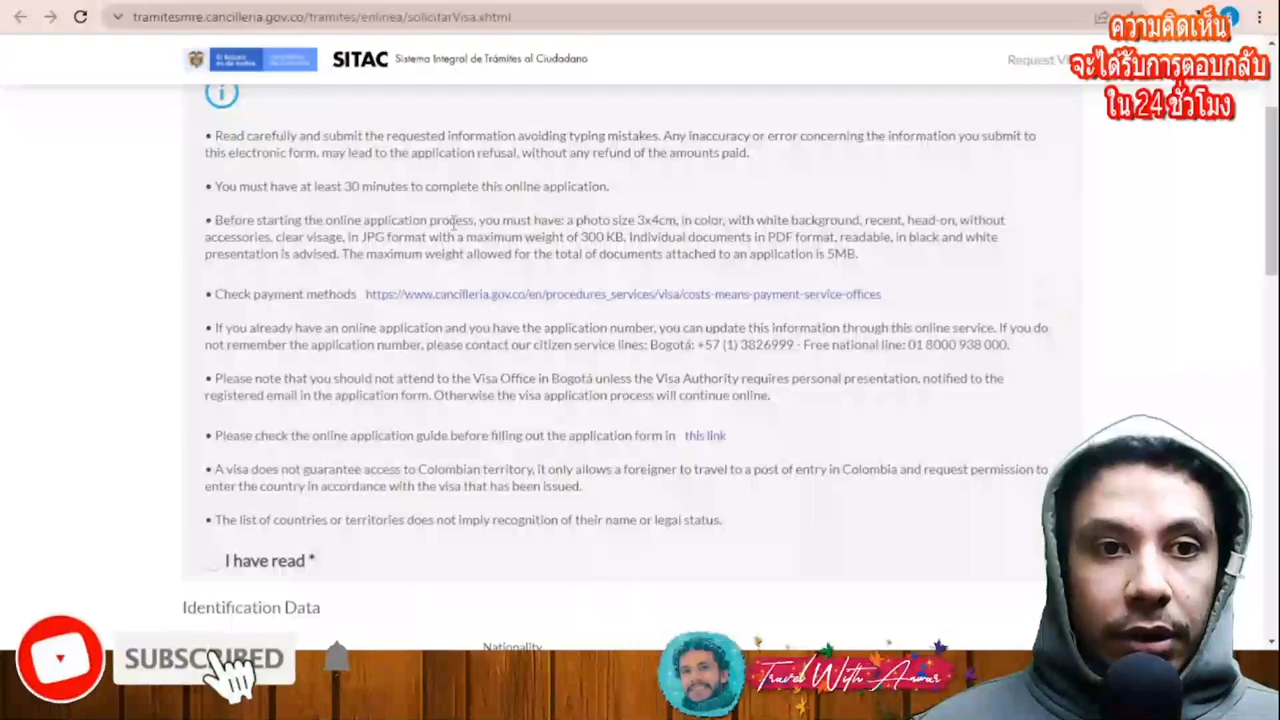 tramitesmre.cancilleria.gov.co/tramites/enlinea/solicitarVisa.xhtml
SITAC Sistema Integral de Trámites al Ciudadano
Request
ความคิดเห็น
จะได้รับการตอบกลับ
ใน 24 ชั่วโมง
• Read carefully and submit the requested information avoiding typing mistakes. Any inaccuracy or error concerning the information you submit to
this electronic form, may lead to the application refusal, without any refund of the amounts paid.
• You must have at least 30 minutes to complete this online application.
• Before starting the online application process, you must have: a photo size 3x4cm, in color, with white background, recent, head-on, without
accessories, clear visage, in JPG format with a maximum weight of 300 KB. Individual documents in PDF format, readable, in black and white
presentation is advised. The maximum weight allowed for the total of documents attached to an application is 5MB.
• Check payment methods https://www.cancilleria.gov.co/en/procedures_services/visa/costs-means-payment-service-offices
• If you already have an online application and you have the application number, you can update this information through this online service. If you do
not remember the application number, please contact our citizen service lines: Bogotá: +57 (1) 3826999 - Free national line: 01 8000 938 000.
• Please note that you should not attend to the Visa Office in Bogotá unless the Visa Authority requires personal presentation, notified to the
registered email in the application form. Otherwise the visa application process will continue online.
• Please check the online application guide before filling out the application form in this link
• A visa does not guarantee access to Colombian territory, it only allows a foreigner to travel to a post of entry in Colombia and request permission to
enter the country in accordance with the visa that has been issued.
• The list of countries or territories does not imply recognition of their name or legal status.
I have read *
Identification Data
Nationality
SUBSCRIBED
Travel With Anwar